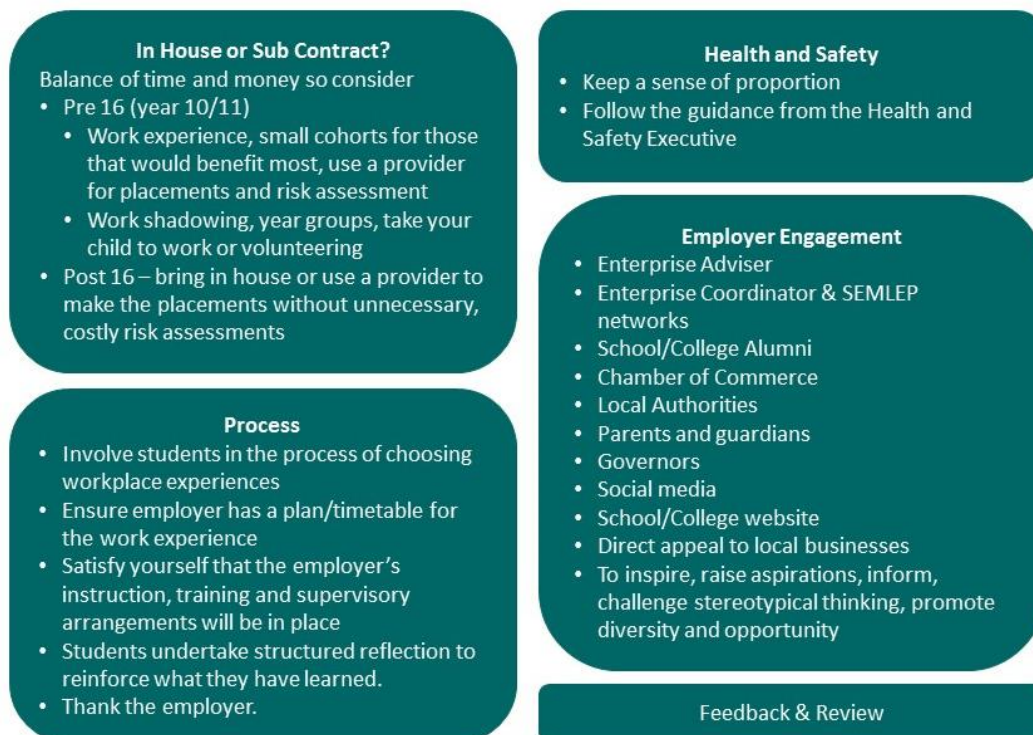 In House or Sub Contract?
Balance of time and money so consider
• Pre 16 (year 10/11)
• Work experience, small cohorts for those
that would benefit most, use a provider
for placements and risk assessment
• Work shadowing, year groups, take your
child to work or volunteering
• Post 16 – bring in house or use a provider to
make the placements without unnecessary,
costly risk assessments
Process
• Involve students in the process of choosing
workplace experiences
• Ensure employer has a plan/timetable for
the work experience
• Satisfy yourself that the employer’s
instruction, training and supervisory
arrangements will be in place
• Students undertake structured reflection to
reinforce what they have learned.
• Thank the employer.
Health and Safety
• Keep a sense of proportion
• Follow the guidance from the Health and
Safety Executive
Employer Engagement
• Enterprise Adviser
• Enterprise Coordinator & SEMLEP
networks
• School/College Alumni
• Chamber of Commerce
• Local Authorities
• Parents and guardians
• Governors
• Social media
• School/College website
• Direct appeal to local businesses
• To inspire, raise aspirations, inform,
challenge stereotypical thinking, promote
diversity and opportunity
Feedback & Review